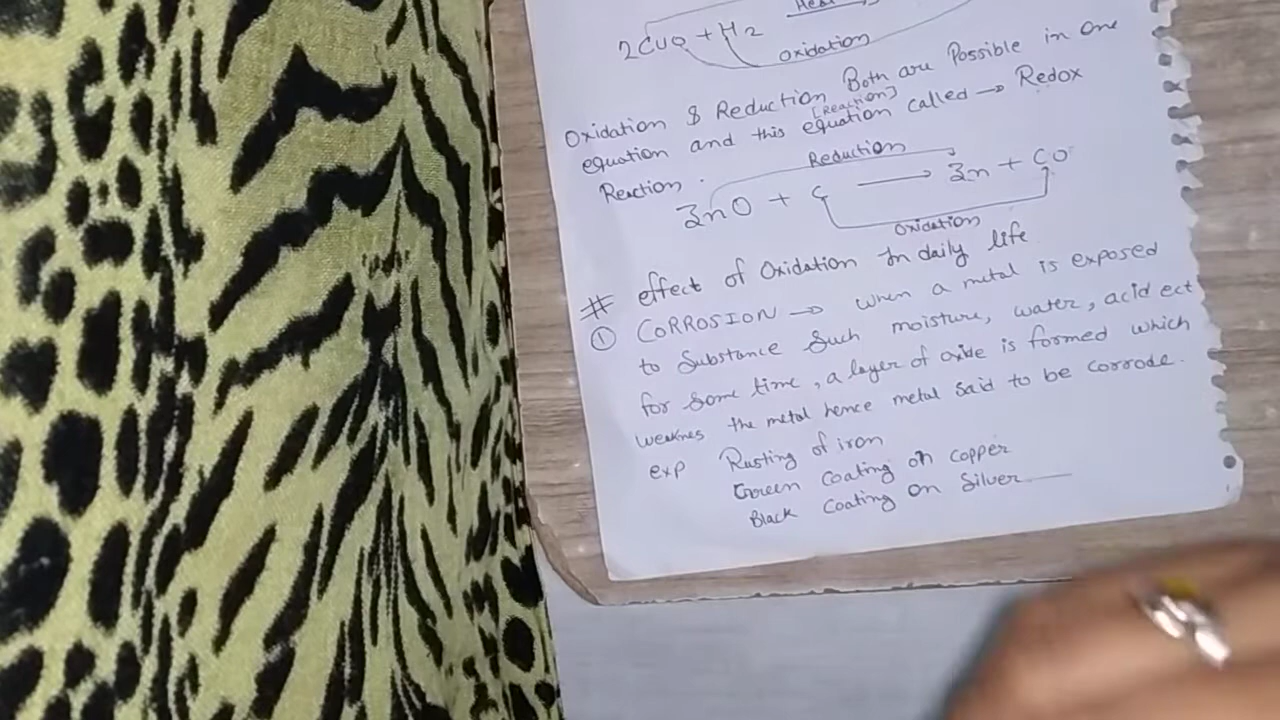 2CuO + H2
Oxidation
Oxidation & Reduction Both are Possible in one
equation and this equation called → Redox
[Reaction]
Reaction.
Reduction
ZnO + C → Zn + CO
Oxidation
# effect of Oxidation In daily life
① CORROSION → when a metal is exposed
to Substance Such moisture, water, acid ect
for Some time, a layer of oxide is formed which
weaknes the metal hence metal Said to be corrode.
exp Rusting of iron
Green coating on copper
Black coating on Silver